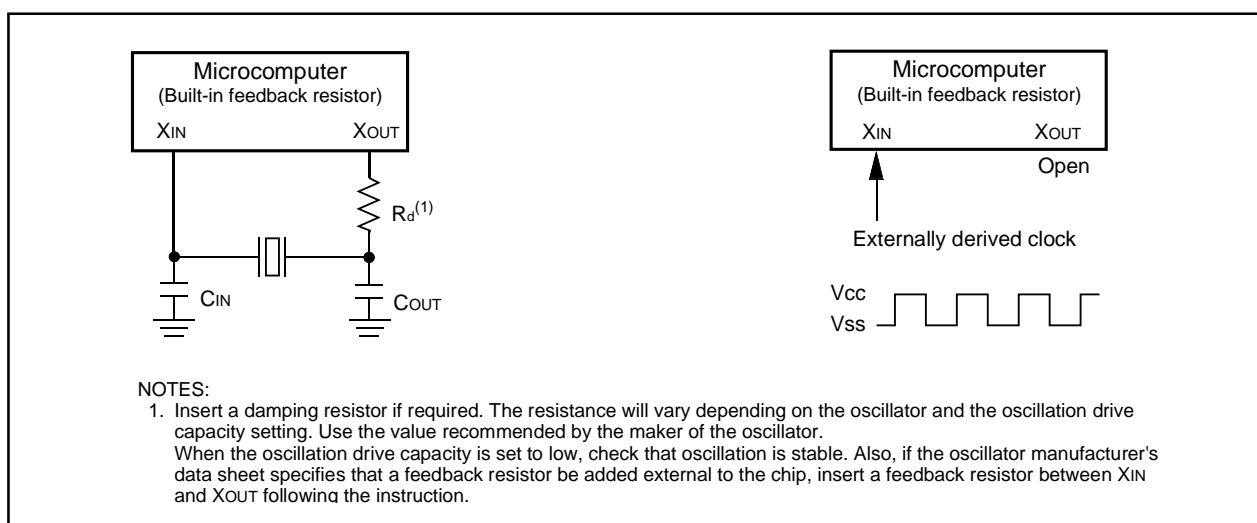 Microcomputer
(Built-in feedback resistor)
XIN XOUT
Rd(1)
CIN
COUT
Microcomputer
(Built-in feedback resistor)
XIN XOUT
Open
Externally derived clock
Vcc
Vss
NOTES:
1. Insert a damping resistor if required. The resistance will vary depending on the oscillator and the oscillation drive
capacity setting. Use the value recommended by the maker of the oscillator.
When the oscillation drive capacity is set to low, check that oscillation is stable. Also, if the oscillator manufacturer's
data sheet specifies that a feedback resistor be added external to the chip, insert a feedback resistor between XIN
and XOUT following the instruction.